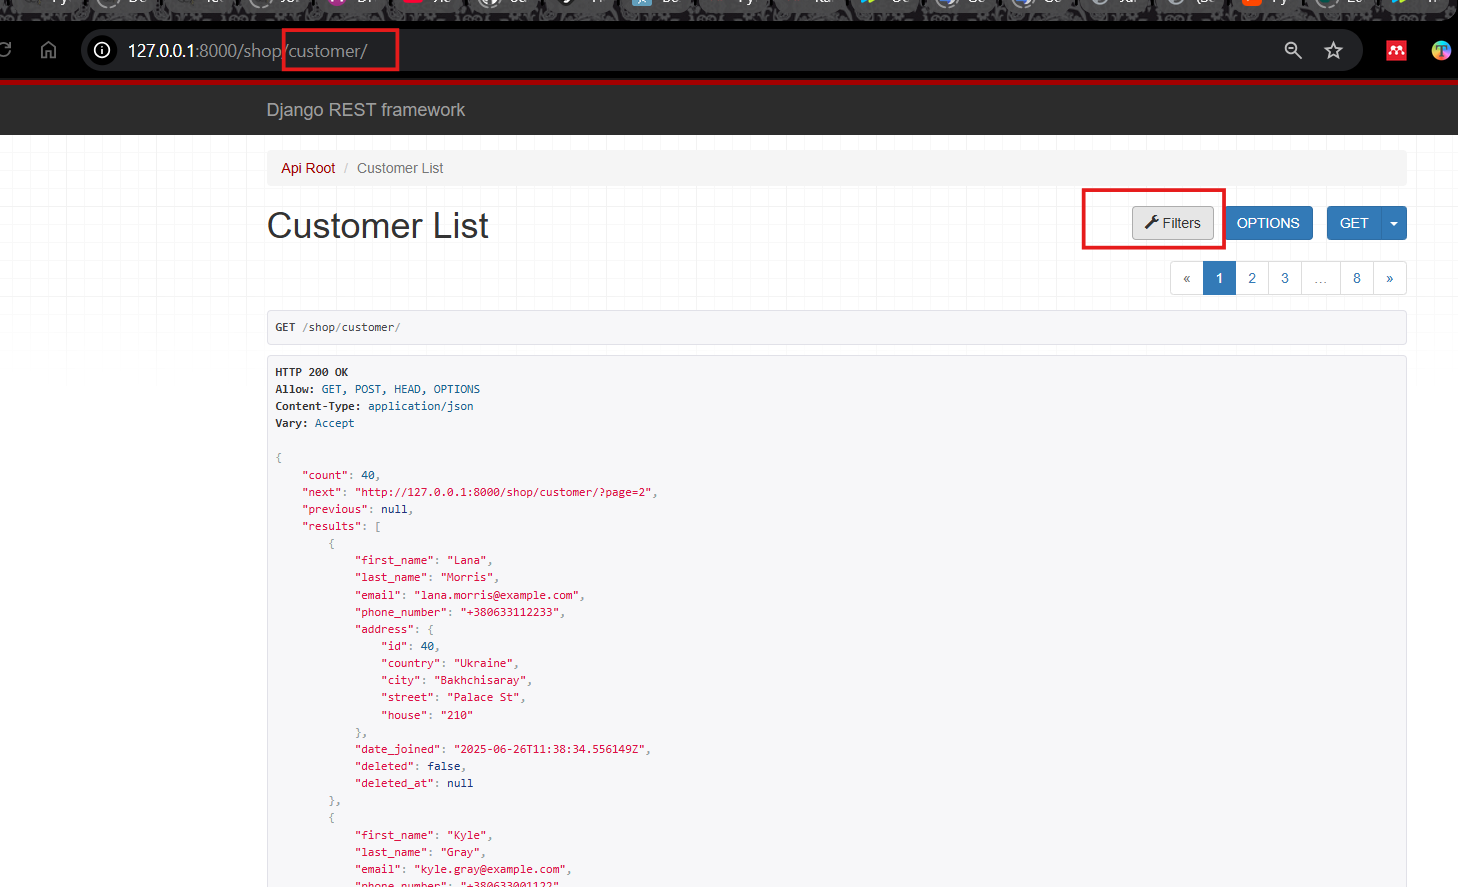 127.0.0.1:8000/shop/customer/
Django REST framework
Api Root / Customer List
Customer List
Filters
OPTIONS
GET
« 1 2 3 … 8 »
GET /shop/customer/
HTTP 200 OK
Allow: GET, POST, HEAD, OPTIONS
Content-Type: application/json
Vary: Accept
{
"count": 40,
"next": "http://127.0.0.1:8000/shop/customer/?page=2",
"previous": null,
"results": [
{
"first_name": "Lana",
"last_name": "Morris",
"email": "lana.morris@example.com",
"phone_number": "+380633112233",
"address": {
"id": 40,
"country": "Ukraine",
"city": "Bakhchisaray",
"street": "Palace St",
"house": "210"
},
"date_joined": "2025-06-26T11:38:34.556149Z",
"deleted": false,
"deleted_at": null
},
{
"first_name": "Kyle",
"last_name": "Gray",
"email": "kyle.gray@example.com",
"phone_number": "+380633001122"